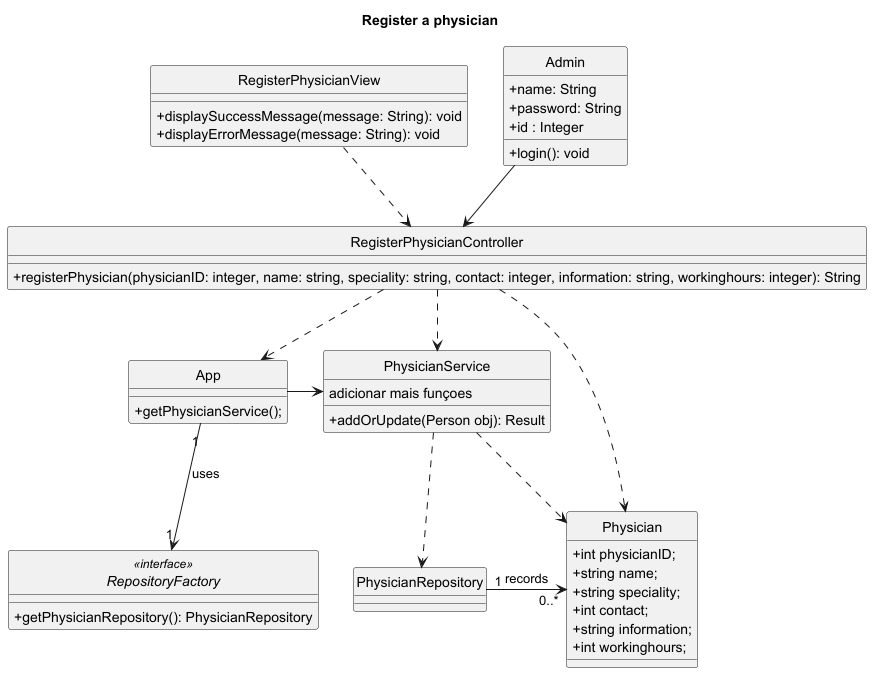 Register a physician
RegisterPhysicianView
+displaySuccessMessage(message: String): void
+displayErrorMessage(message: String): void
Admin
+name: String
+password: String
+id : Integer
+login(): void
RegisterPhysicianController
+registerPhysician(physicianID: integer, name: string, speciality: string, contact: integer, information: string, workinghours: integer): String
App
+getPhysicianService();
PhysicianService
adicionar mais funçoes
+addOrUpdate(Person obj): Result
1
uses
1
«interface»
RepositoryFactory
+getPhysicianRepository(): PhysicianRepository
PhysicianRepository
1 records
0..*
Physician
+int physicianID;
+string name;
+string speciality;
+int contact;
+string information;
+int workinghours;